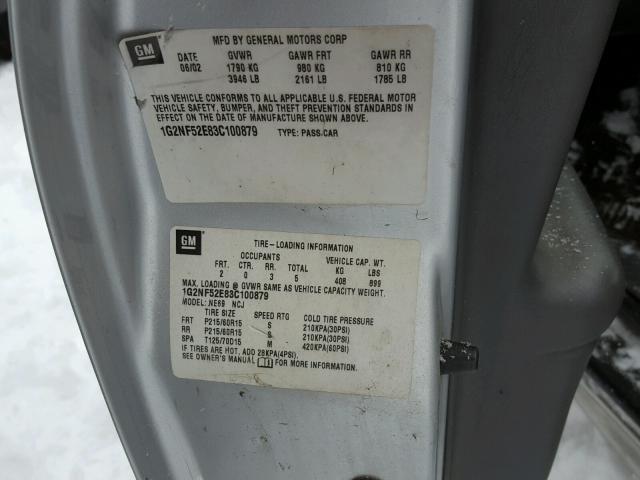 GM
MFG BY GENERAL MOTORS CORP
DATE GVWR GAWR FRT GAWR RR
06/02 1790 KG 980 KG 810 KG
3946 LB 2161 LB 1785 LB
THIS VEHICLE CONFORMS TO ALL APPLICABLE U.S. FEDERAL MOTOR
VEHICLE SAFETY, BUMPER, AND THEFT PREVENTION STANDARDS IN
EFFECT ON THE DATE OF MANUFACTURE SHOWN ABOVE.
1G2NF52E83C100879 TYPE: PASS CAR
GM
TIRE-LOADING INFORMATION
OCCUPANTS VEHICLE CAP. WT.
FRT. CTR. RR. TOTAL KG LBS
2 0 3 5 408 899
MAX. LOADING @ GVWR SAME AS VEHICLE CAPACITY WEIGHT.
1G2NF52E83C100879
MODEL: NE69 NCJ
TIRE SIZE SPEED RTG COLD TIRE PRESSURE
FRT P215/60R15 S 210KPA(30PSI)
RR P215/60R15 S 210KPA(30PSI)
SPA T125/70D15 M 420KPA(60PSI)
IF TIRES ARE HOT, ADD 28KPA(4PSI).
SEE OWNER'S MANUAL FOR MORE INFORMATION